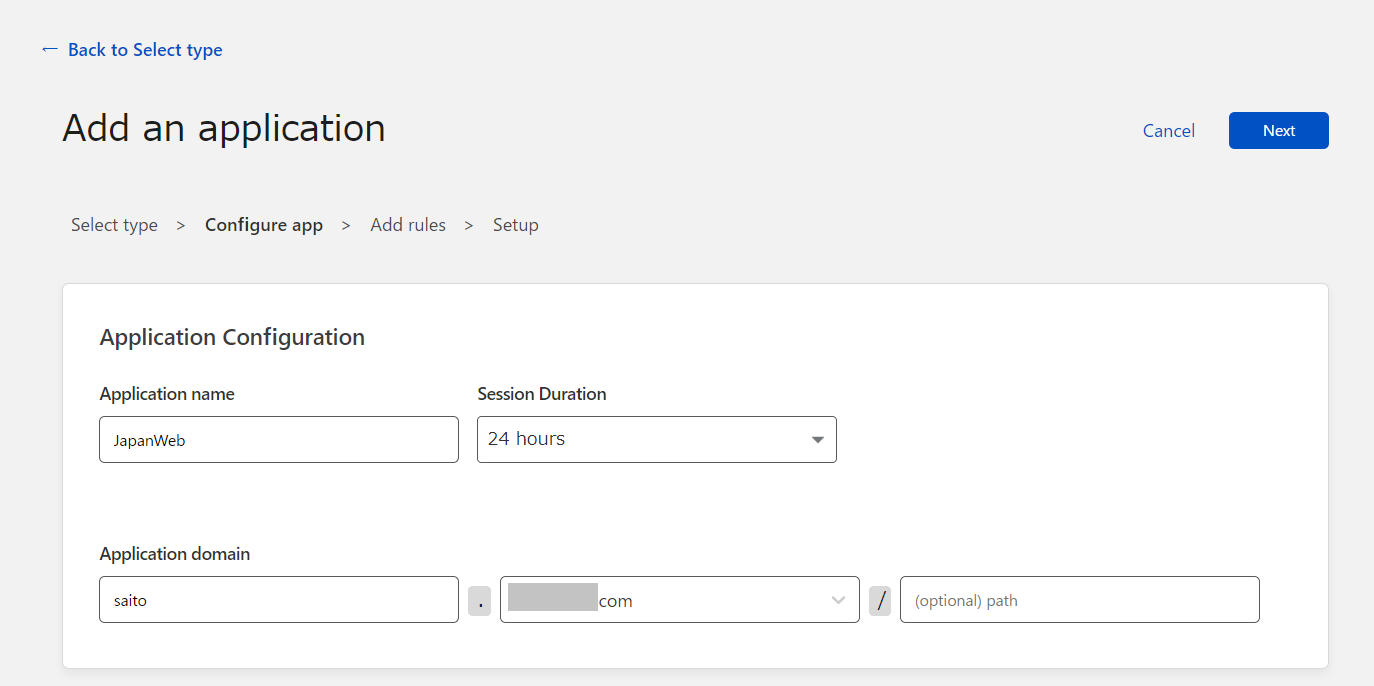 ← Back to Select type
Add an application
Cancel
Next
Select type > Configure app > Add rules > Setup
Application Configuration
Application name
Session Duration
JapanWeb
24 hours
Application domain
saito . com / (optional) path